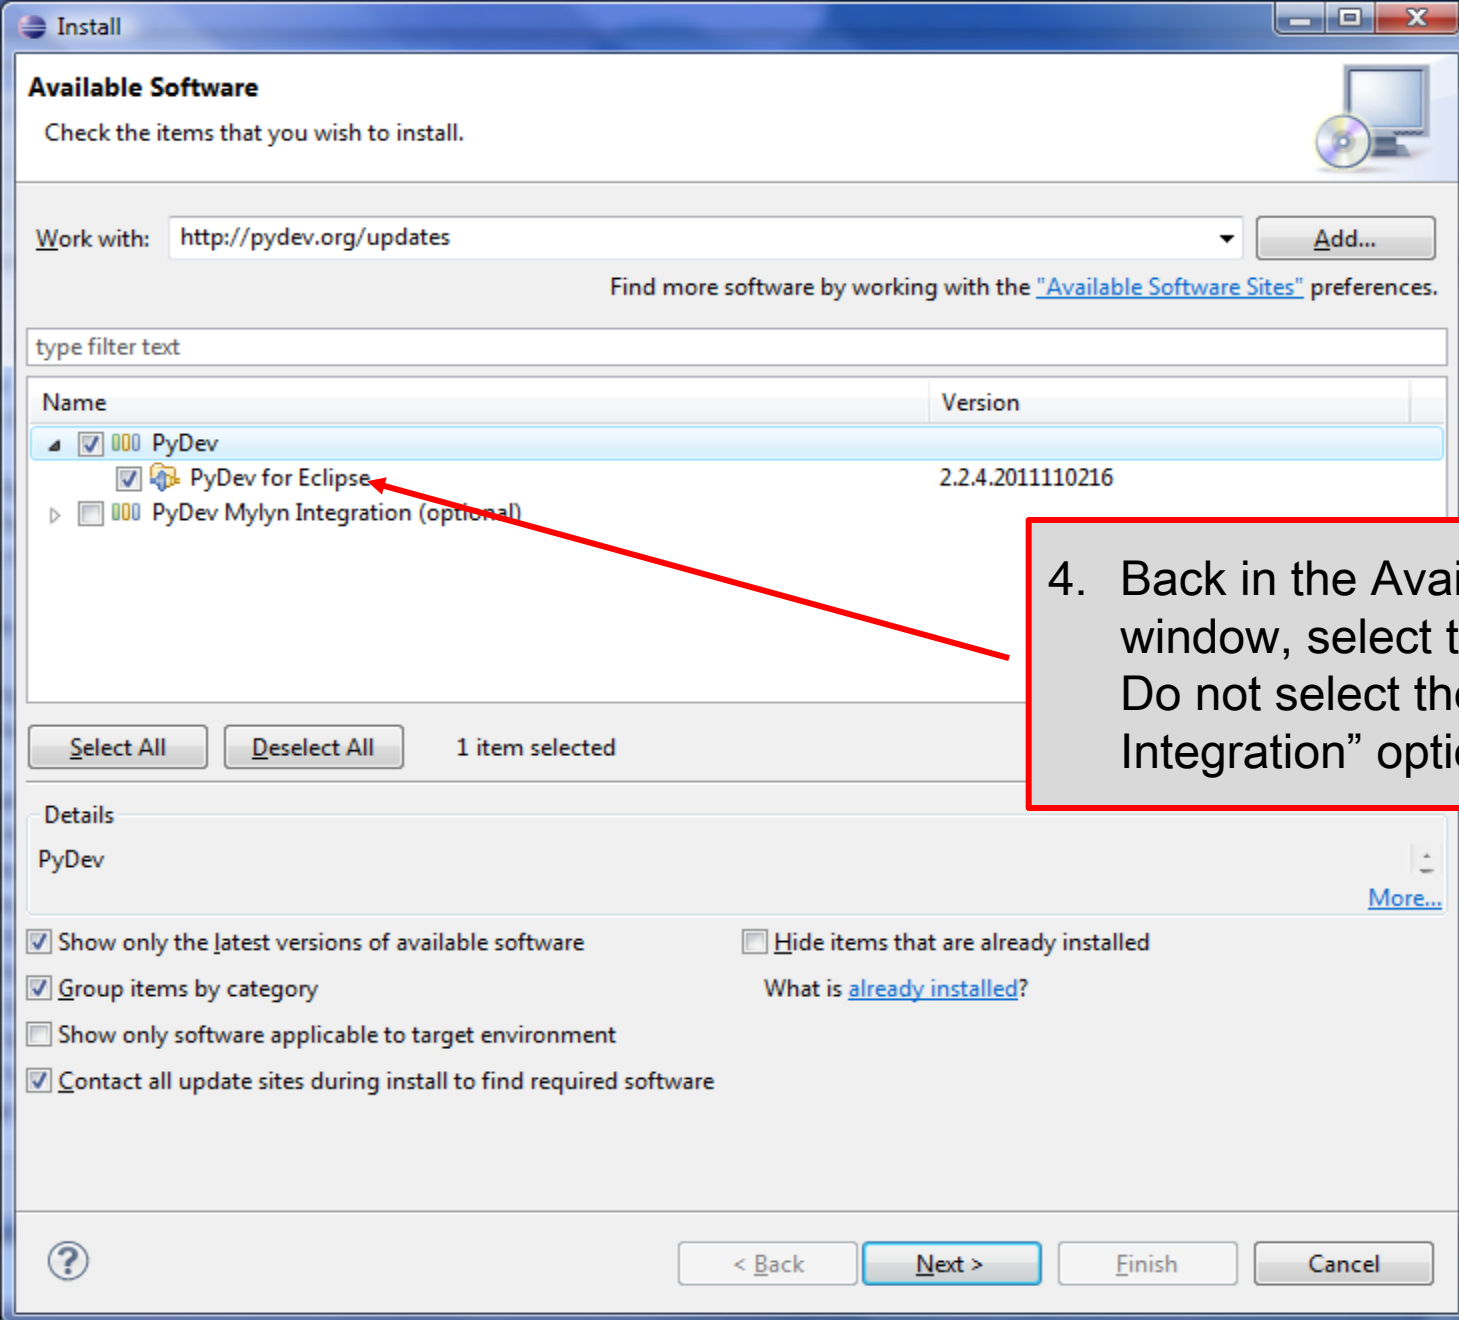 Install
Available Software
Check the items that you wish to install.
Work with: http://pydev.org/updates Add...
Find more software by working with the "Available Software Sites" preferences.
type filter text
Name Version
PyDev
PyDev for Eclipse 2.2.4.2011110216
PyDev Mylyn Integration (optional)
4. Back in the
window, select
Do not select
Integration”
Select All Deselect All 1 item selected
Details
PyDev
More...
Show only the latest versions of available software Hide items that are already installed
Group items by category What is already installed?
Show only software applicable to target environment
Contact all update sites during install to find required software
? < Back Next > Finish Cancel